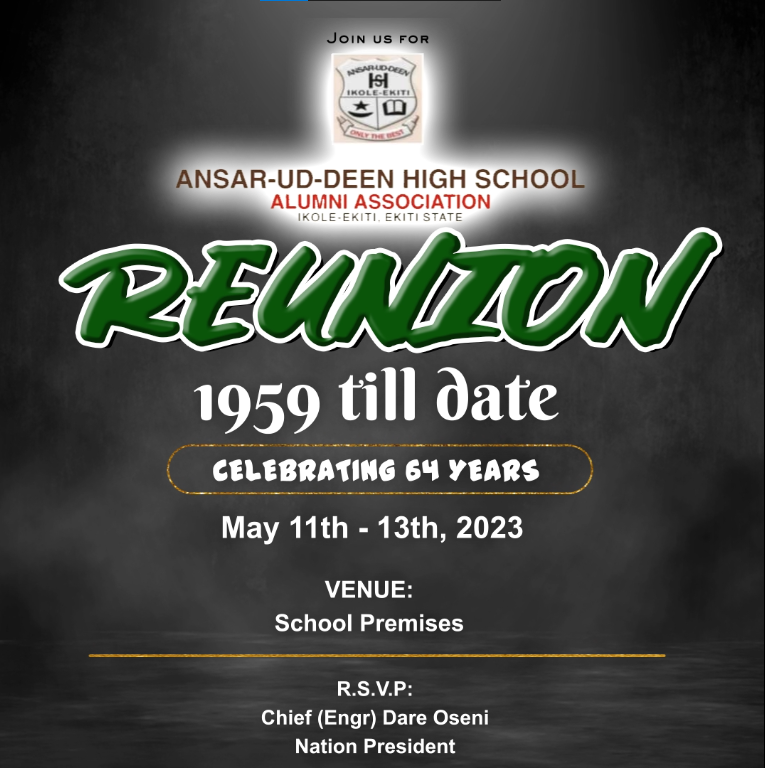 JOIN US FOR
ANSAR-UD-DEEN
HS
IKOLE-EKITI
ONLY THE BEST
ANSAR-UD-DEEN HIGH SCHOOL
ALUMNI ASSOCIATION
IKOLE-EKITI, EKITI STATE
REUNION
1959 till date
CELEBRATING 64 YEARS
May 11th - 13th, 2023
VENUE:
School Premises
R.S.V.P:
Chief (Engr) Dare Oseni
Nation President